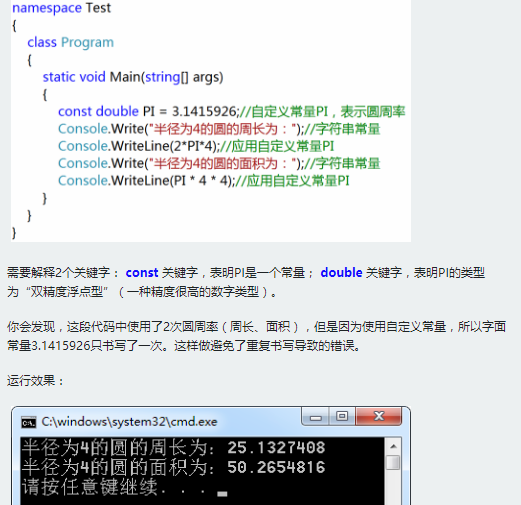 namespace Test
{
class Program
{
static void Main(string[] args)
{
const double PI = 3.1415926;//自定义常量PI，表示圆周率
Console.Write("半径为4的圆的周长为：");//字符串常量
Console.WriteLine(2*PI*4);//应用自定义常量PI
Console.Write("半径为4的圆的面积为：");//字符串常量
Console.WriteLine(PI * 4 * 4);//应用自定义常量PI
}
}
}
需要解释2个关键字： const 关键字，表明PI是一个常量； double 关键字，表明PI的类型
为“双精度浮点型”（一种精度很高的数字类型）。
你会发现，这段代码中使用了2次圆周率（周长、面积），但是因为使用自定义常量，所以字面
常量3.1415926只书写了一次。这样做避免了重复书写导致的错误。
运行效果：
C:\windows\system32\cmd.exe
半径为4的圆的周长为：25.1327408
半径为4的圆的面积为：50.2654816
请按任意键继续. . .